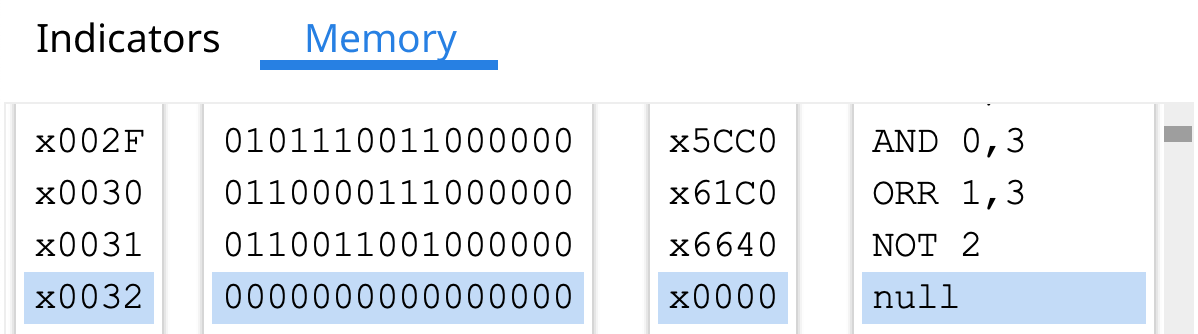 Indicators Memory
x002F 0101110011000000 x5CC0 AND 0,3
x0030 0110000111000000 x61C0 ORR 1,3
x0031 0110011001000000 x6640 NOT 2
x0032 0000000000000000 x0000 null